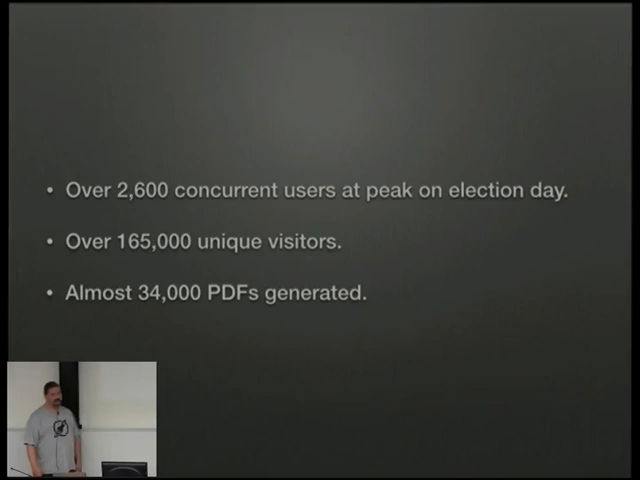 • Over 2,600 concurrent users at peak on election day.
• Over 165,000 unique visitors.
• Almost 34,000 PDFs generated.